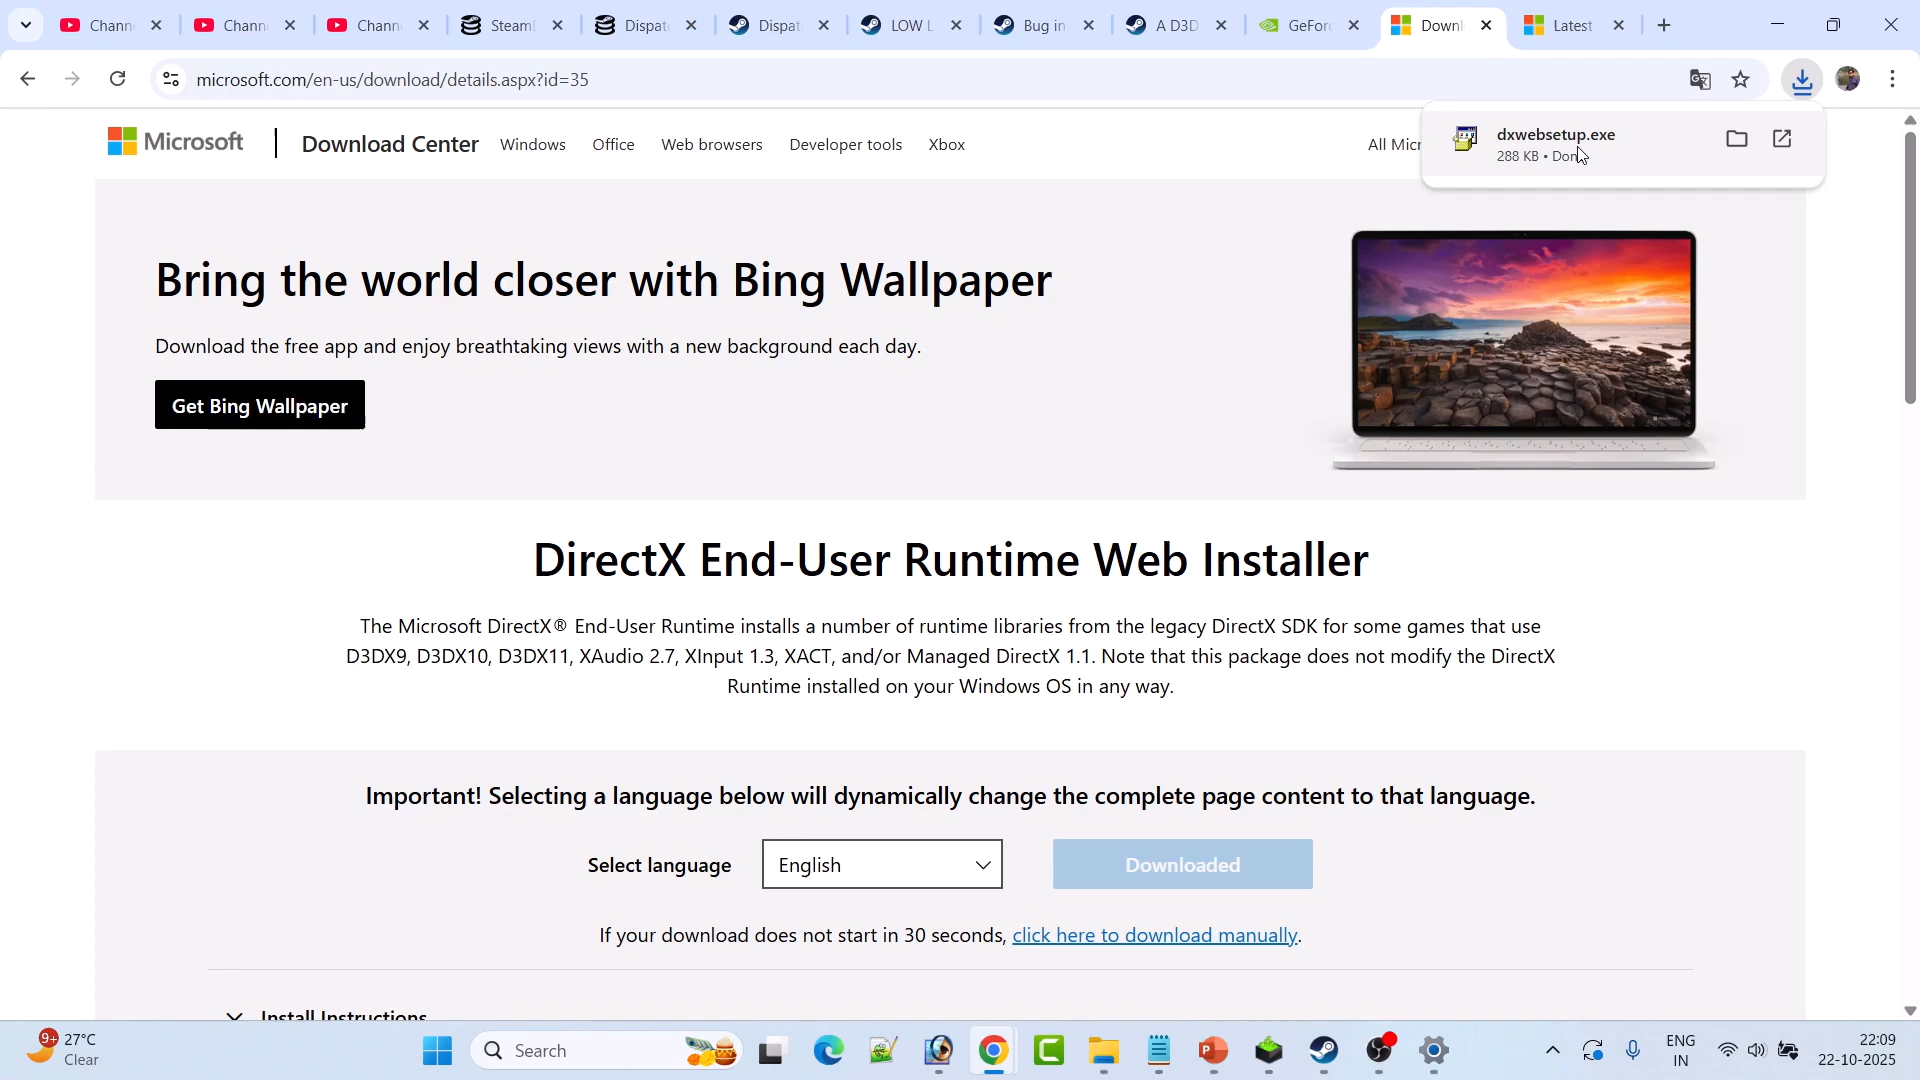 Chann
Chann
Chann
Steam
Dispat
Dispat
LOW L
Bug in
A D3D
GeForc
Downl
Latest
microsoft.com/en-us/download/details.aspx?id=35
Microsoft
Download Center
Windows
Office
Web browsers
Developer tools
Xbox
All Micr
dxwebsetup.exe
288 KB • Don
Bring the world closer with Bing Wallpaper
Download the free app and enjoy breathtaking views with a new background each day.
Get Bing Wallpaper
DirectX End-User Runtime Web Installer
The Microsoft DirectX® End-User Runtime installs a number of runtime libraries from the legacy DirectX SDK for some games that use
D3DX9, D3DX10, D3DX11, XAudio 2.7, XInput 1.3, XACT, and/or Managed DirectX 1.1. Note that this package does not modify the DirectX
Runtime installed on your Windows OS in any way.
Important! Selecting a language below will dynamically change the complete page content to that language.
Select language
English
Downloaded
If your download does not start in 30 seconds, click here to download manually.
Install Instructions
9+
27°C
Clear
Search
ENG
IN
22:09
22-10-2025